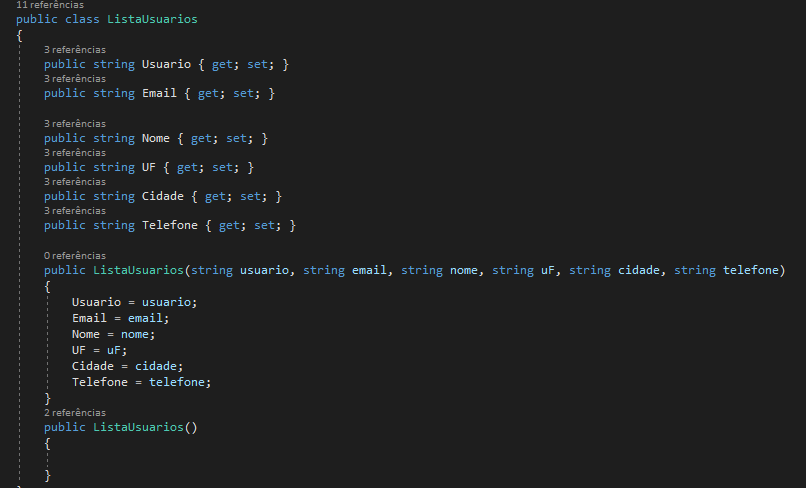 11 referências
public class ListaUsuarios
{
3 referências
public string Usuario { get; set; }
3 referências
public string Email { get; set; }
3 referências
public string Nome { get; set; }
3 referências
public string UF { get; set; }
3 referências
public string Cidade { get; set; }
3 referências
public string Telefone { get; set; }
0 referências
public ListaUsuarios(string usuario, string email, string nome, string uF, string cidade, string telefone)
{
Usuario = usuario;
Email = email;
Nome = nome;
UF = uF;
Cidade = cidade;
Telefone = telefone;
}
2 referências
public ListaUsuarios()
{
}